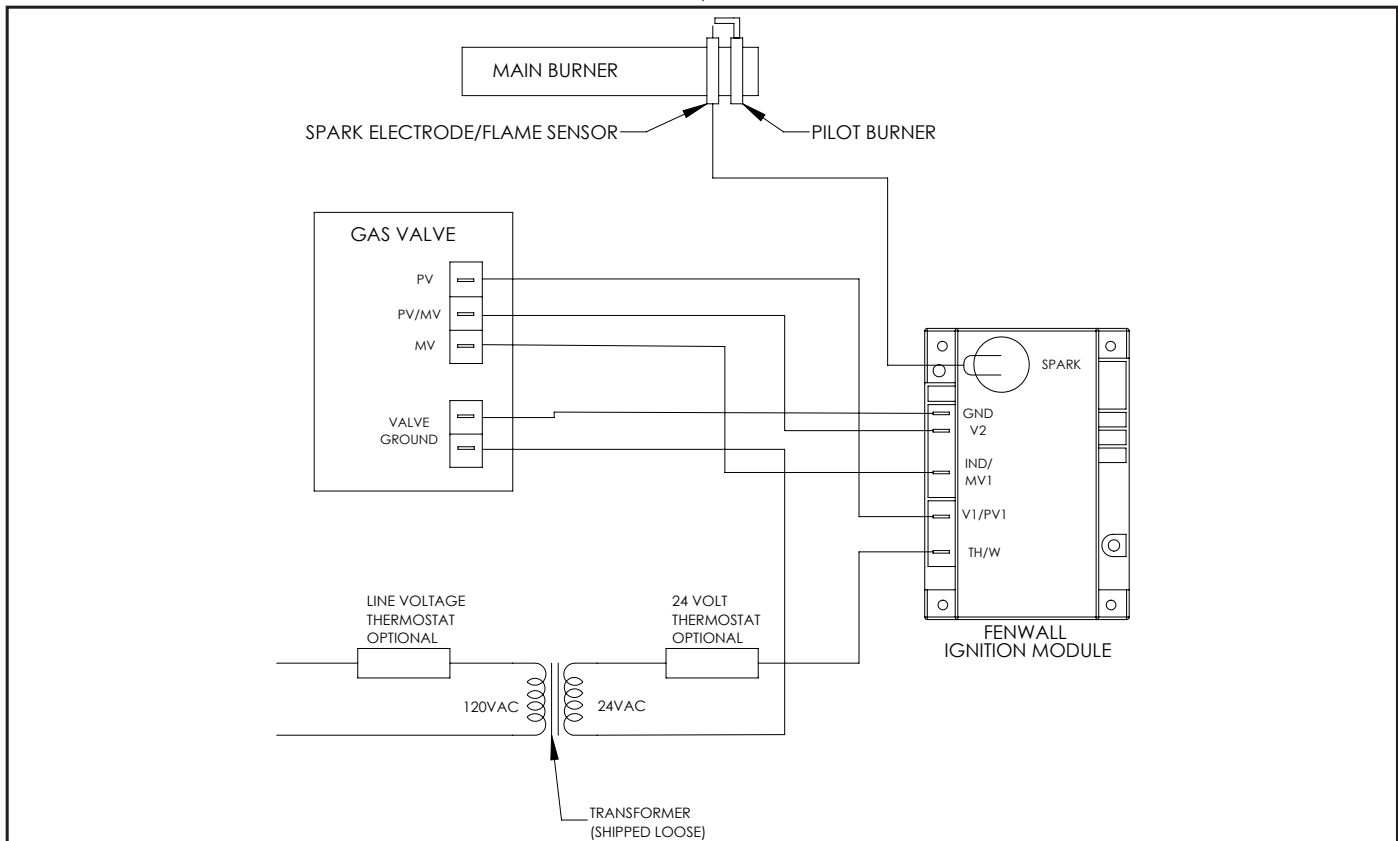 MAIN BURNER
SPARK ELECTRODE/FLAME SENSOR
PILOT BURNER
GAS VALVE
PV
PV/MV
MV
VALVE
GROUND
SPARK
GND
V2
IND/
MV1
V1/PV1
TH/W
FENWALL
IGNITION MODULE
LINE VOLTAGE
THERMOSTAT
OPTIONAL
24 VOLT
THERMOSTAT
OPTIONAL
120VAC
24VAC
TRANSFORMER
(SHIPPED LOOSE)